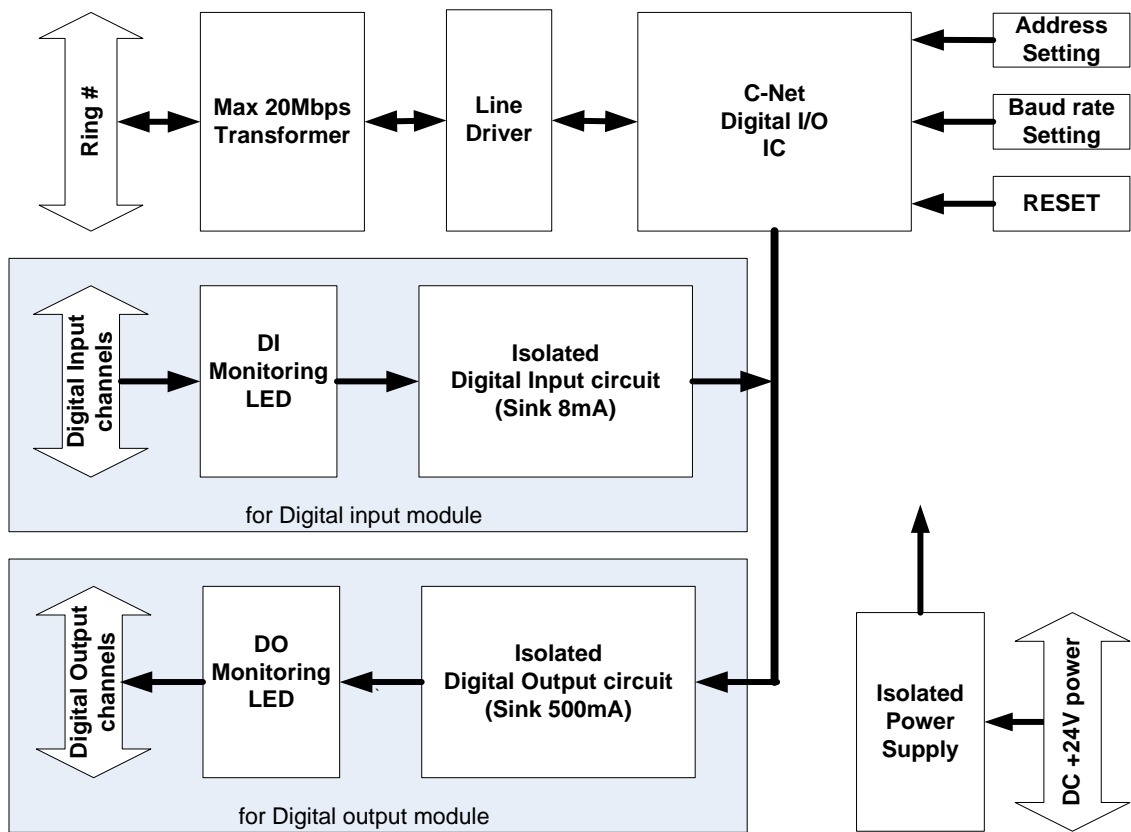 Ring #
Max 20Mbps
Transformer
Line
Driver
C-Net
Digital I/O
IC
Address
Setting
Baud rate
Setting
RESET
Digital Input
channels
DI
Monitoring
LED
Isolated
Digital Input circuit
(Sink 8mA)
for Digital input module
Digital Output
channels
DO
Monitoring
LED
Isolated
Digital Output circuit
(Sink 500mA)
for Digital output module
Isolated
Power
Supply
DC +24V power